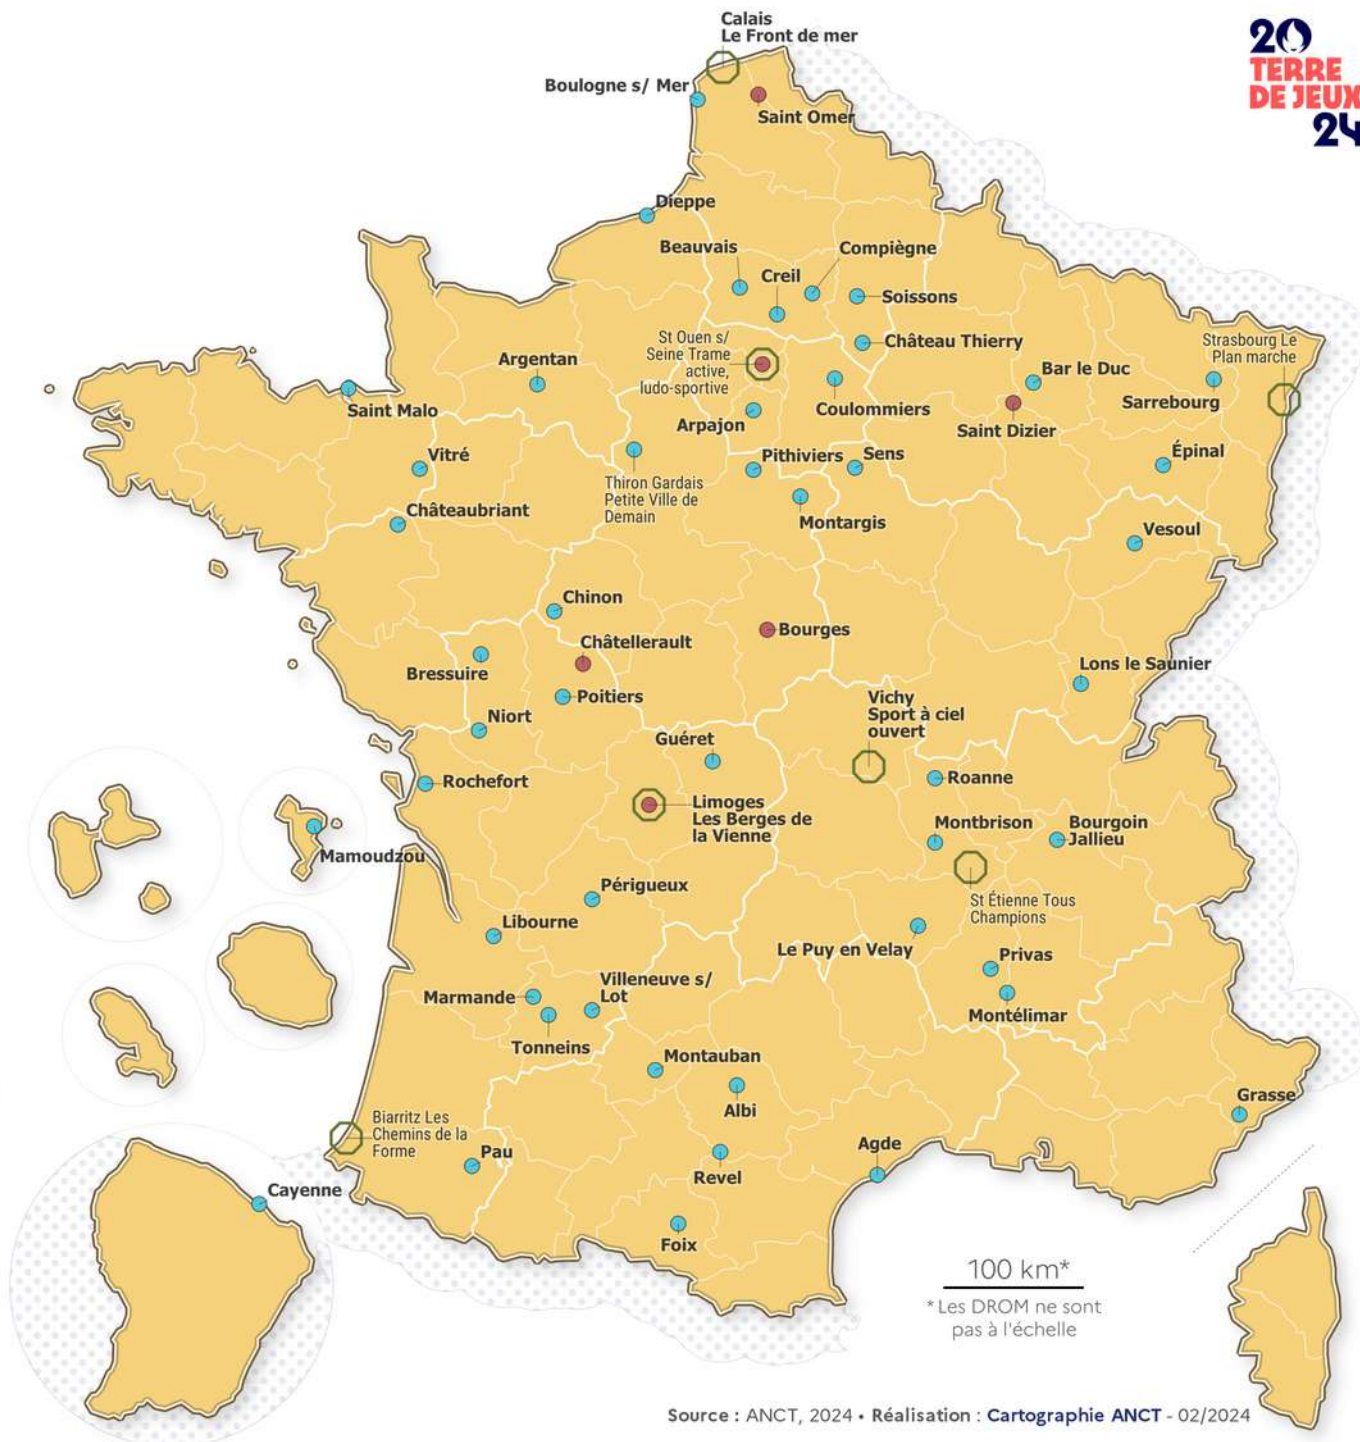 Calais
Le Front de mer
20
TERRE
DE JEUX
24
Boulogne s/ Mer
Saint Omer
Dieppe
Beauvais
Compiègne
Creil
Soissons
St Ouen s/
Seine Trame
active,
ludo-sportive
Château Thierry
Strasbourg Le
Plan marche
Argentan
Bar le Duc
Saint Malo
Coulommiers
Sarrebourg
Arpajon
Saint Dizier
Vitré
Pithiviers
Sens
Épinal
Thiron Gardais
Petite Ville de
Demain
Châteaubriant
Montargis
Vesoul
Chinon
Bourges
Châtellerault
Bressuire
Lons le Saunier
Poitiers
Vichy
Sport à ciel
ouvert
Niort
Guéret
Rochefort
Roanne
Limoges
Les Berges de
la Vienne
Montbrison
Bourgoin
Jallieu
Mamoudzou
Périgueux
St Étienne Tous
Champions
Libourne
Le Puy en Velay
Privas
Marmande
Villeneuve s/
Lot
Montélimar
Tonneins
Montauban
Albi
Grasse
Biarritz Les
Chemins de la
Forme
Pau
Revel
Agde
Cayenne
Foix
100 km*
* Les DROM ne sont
pas à l'échelle
Source : ANCT, 2024 • Réalisation : Cartographie ANCT - 02/2024